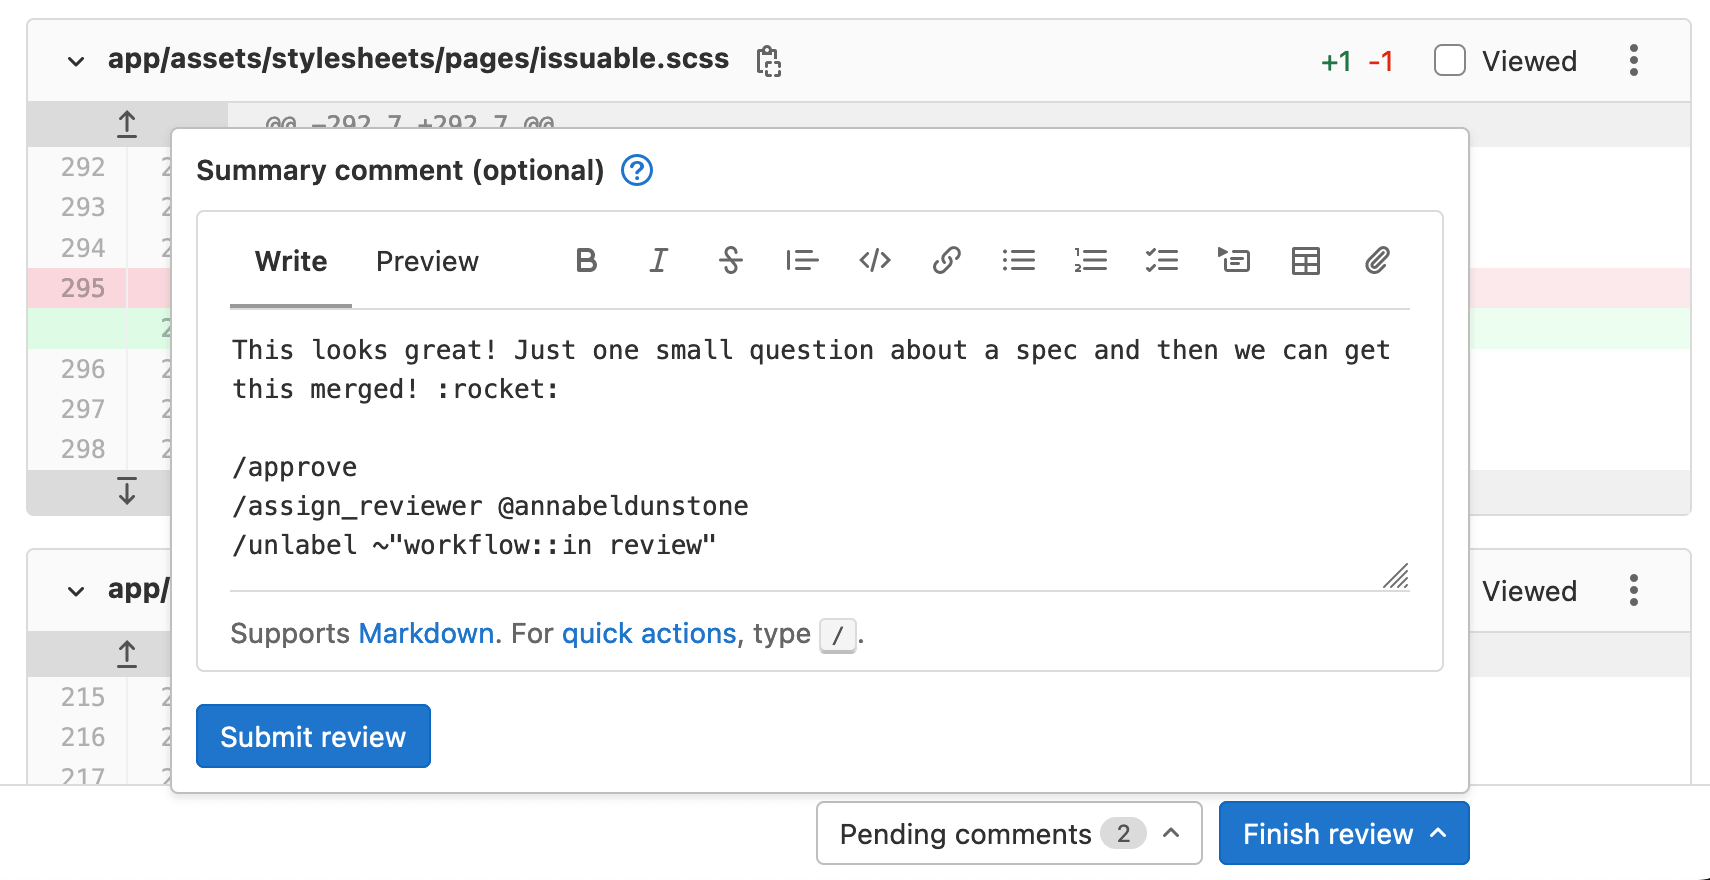 app/assets/stylesheets/pages/issuable.scss
+1 -1 Viewed
@@ -292,7 +292,7 @@
Summary comment (optional) ?
292
293
294
295
296
297
298
Write Preview
This looks great! Just one small question about a spec and then we can get
this merged! :rocket:
/approve
/assign_reviewer @annabeldunstone
/unlabel ~"workflow::in review"
Supports Markdown. For quick actions, type /.
Submit review
app/
Viewed
215
216
217
Pending comments 2
Finish review